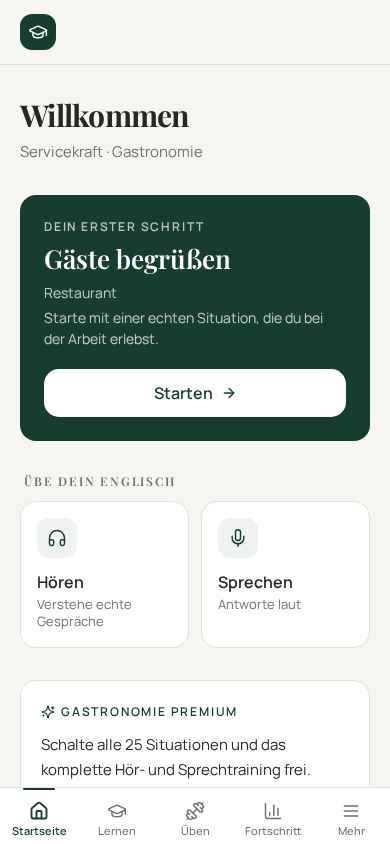 Willkommen
Servicekraft · Gastronomie
DEIN ERSTER SCHRITT
Gäste begrüßen
Restaurant
Starte mit einer echten Situation, die du bei
der Arbeit erlebst.
Starten
ÜBE DEIN ENGLISCH
Hören
Verstehe echte
Gespräche
Sprechen
Antworte laut
GASTRONOMIE PREMIUM
Schalte alle 25 Situationen und das
komplette Hör- und Sprechtraining frei.
Startseite
Lernen
Üben
Fortschritt
Mehr